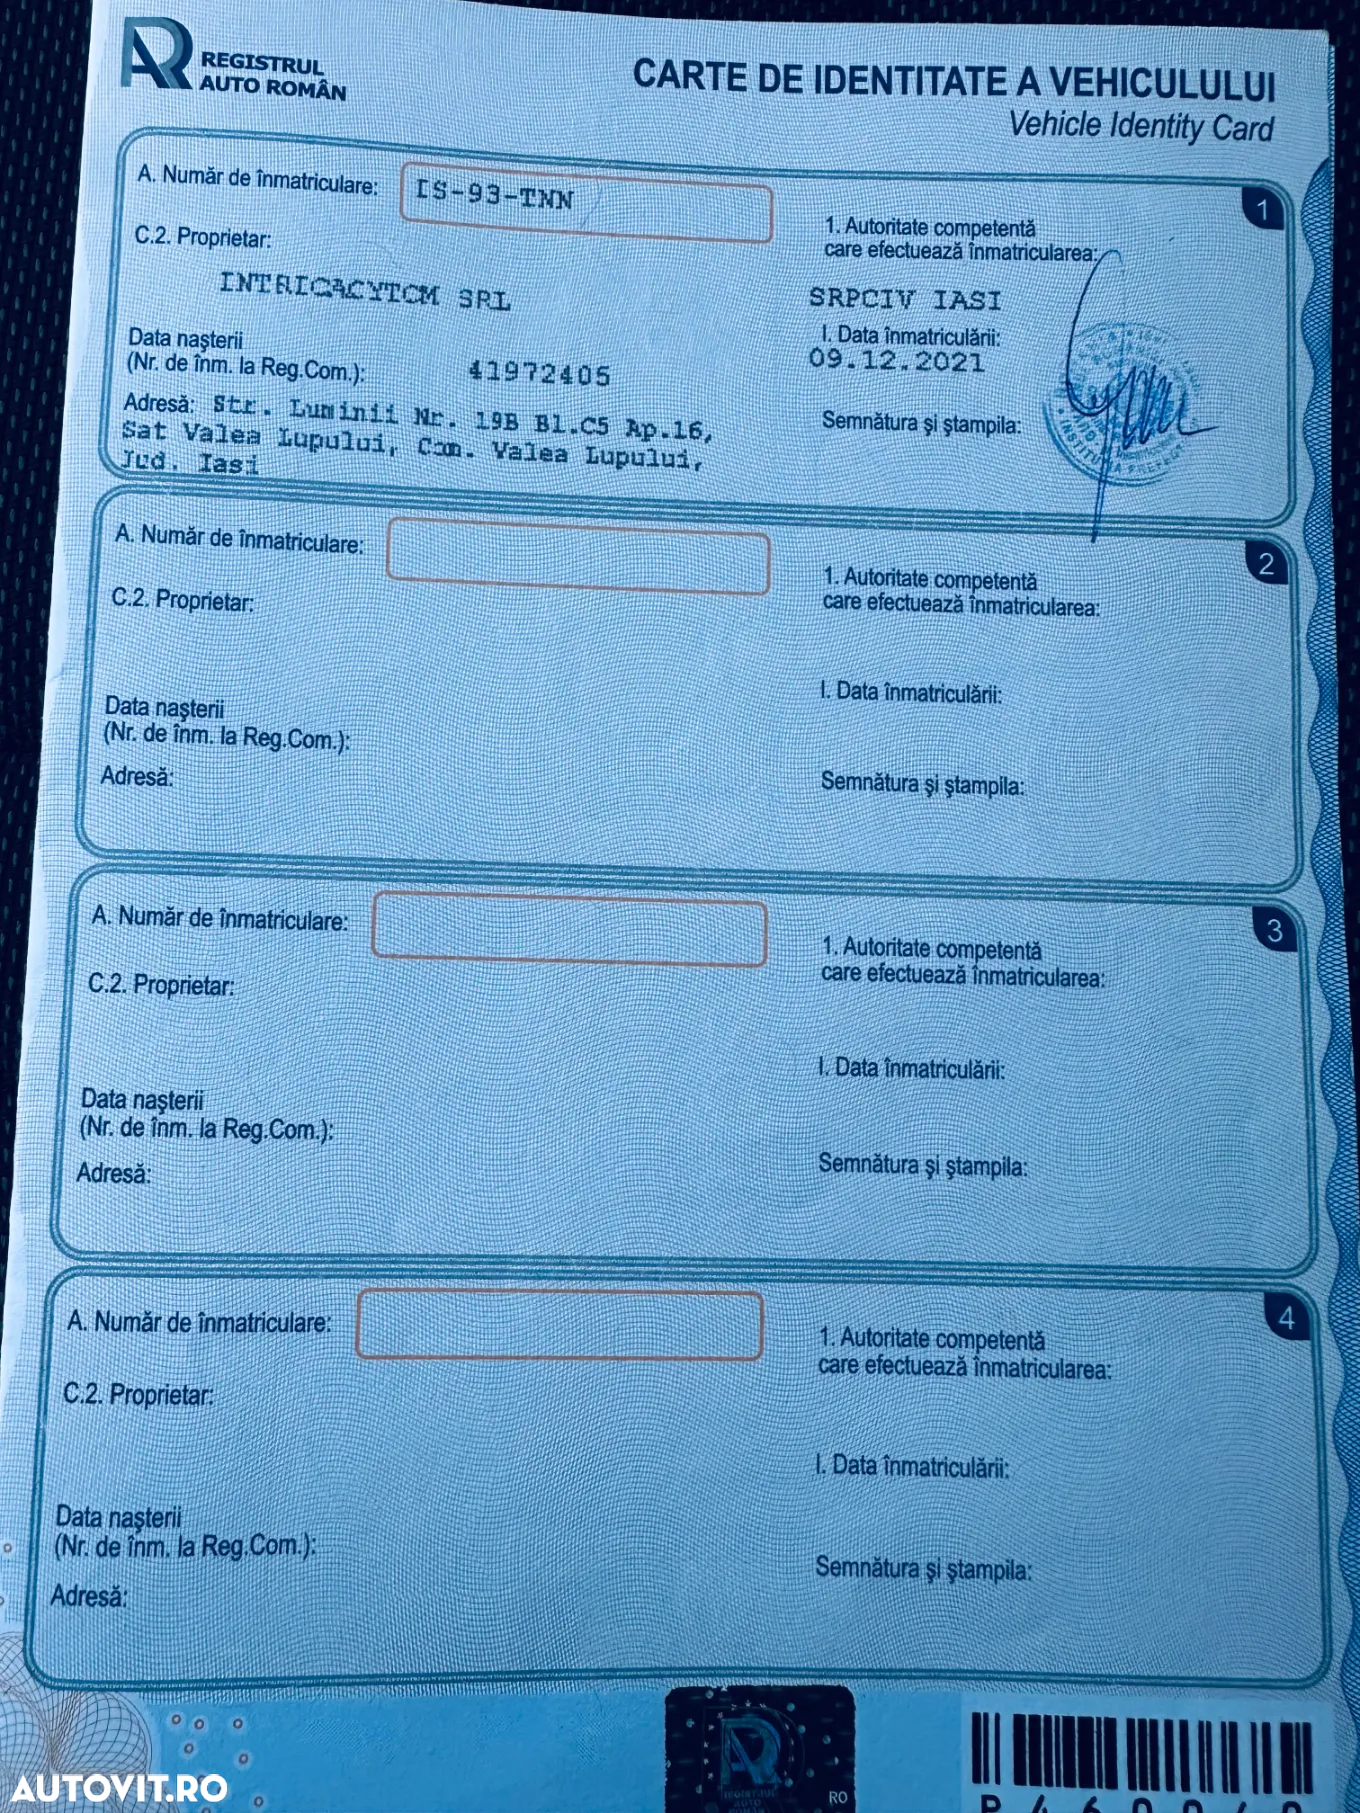 REGISTRUL
AUTO ROMÂN
CARTE DE IDENTITATE A VEHICULULUI
Vehicle Identity Card
1
A. Număr de înmatriculare: IS-93-TNN
C.2. Proprietar:
INTRICACYTCM SRL
Data naşterii
(Nr. de înm. la Reg.Com.): 41972405
Adresă: Str. Luminii Nr. 19B Bl.C5 Ap.16,
Sat Valea Lupului, Com. Valea Lupului,
Jud. Iasi
1. Autoritate competentă
care efectuează înmatricularea:
SRPCIV IASI
I. Data înmatriculării:
09.12.2021
Semnătura şi ştampila:
2
A. Număr de înmatriculare:
C.2. Proprietar:
Data naşterii
(Nr. de înm. la Reg.Com.):
Adresă:
1. Autoritate competentă
care efectuează înmatricularea:
I. Data înmatriculării:
Semnătura şi ştampila:
3
A. Număr de înmatriculare:
C.2. Proprietar:
Data naşterii
(Nr. de înm. la Reg.Com.):
Adresă:
1. Autoritate competentă
care efectuează înmatricularea:
I. Data înmatriculării:
Semnătura şi ştampila:
4
A. Număr de înmatriculare:
C.2. Proprietar:
Data naşterii
(Nr. de înm. la Reg.Com.):
Adresă:
1. Autoritate competentă
care efectuează înmatricularea:
I. Data înmatriculării:
Semnătura şi ştampila:
REGISTRUL
AUTO
ROMÂN
RO
AUTOVIT.RO